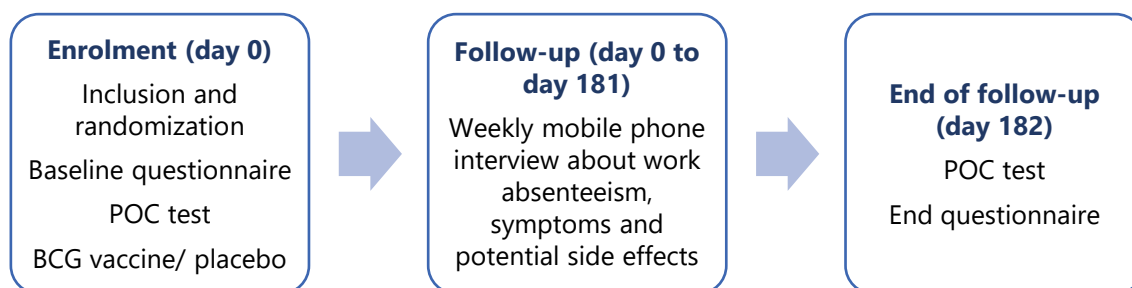 Enrolment (day 0)
Inclusion and
randomization
Baseline questionnaire
POC test
BCG vaccine/ placebo
Follow-up (day 0 to
day 181)
Weekly mobile phone
interview about work
absenteeism,
symptoms and
potential side effects
End of follow-up
(day 182)
POC test
End questionnaire